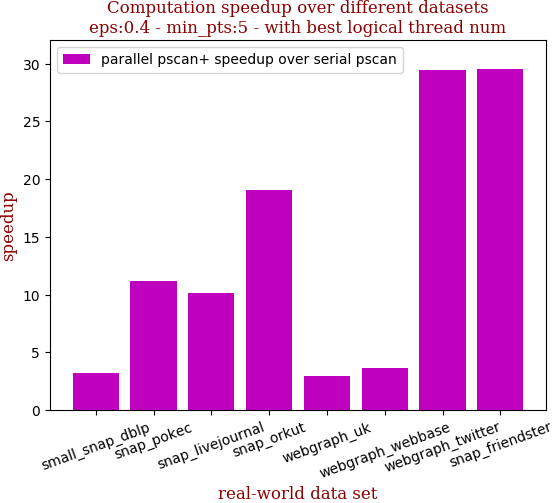 Computation speedup over different datasets
eps:0.4 - min_pts:5 - with best logical thread num
parallel pscan+ speedup over serial pscan
speedup
30
25
20
15
10
5
0
small_snap_dblp
snap_pokec
snap_livejournal
snap_orkut
webgraph_uk
webgraph_webbase
webgraph_twitter
snap_friendster
real-world data set